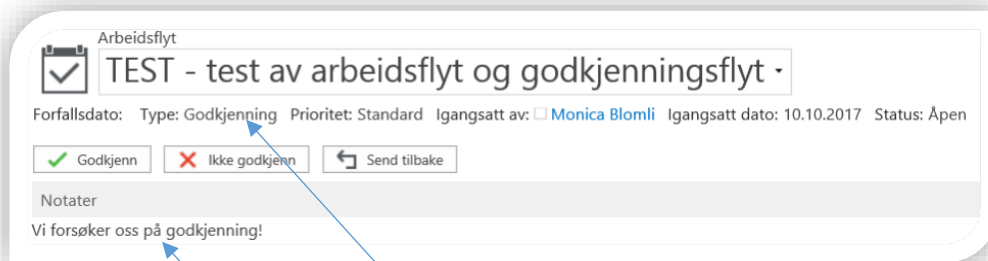 Arbeidsflyt
TEST - test av arbeidsflyt og godkjenningsflyt
Forfallsdato: Type: Godkjenning Prioritet: Standard Igangsatt av: Monica Blomli Igangsatt dato: 10.10.2017 Status: Åpen
Godkjenn Ikke godkjenn Send tilbake
Notater
Vi forsøker oss på godkjenning!